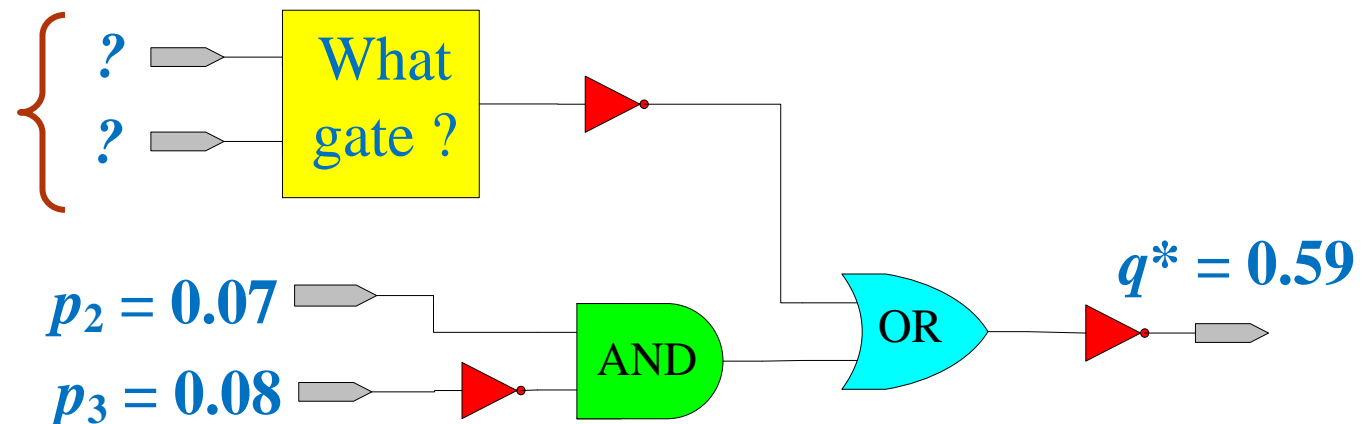 ?
?
What
gate ?
q* = 0.59
p₂ = 0.07
OR
AND
p₃ = 0.08